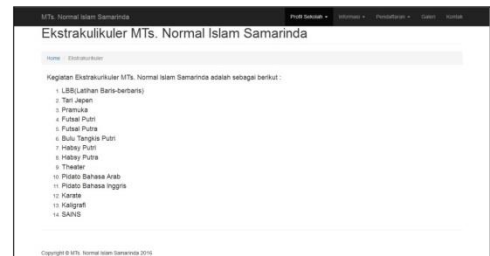 MTs. Normal Islam Samarinda
Profil Sekolah Informasi Pendaftaran Galeri Kontak
Ekstrakulikuler MTs. Normal Islam Samarinda
Home / Ekstrakurikuler
Kegiatan Ekstrakurikuler MTs. Normal Islam Samarinda adalah sebagai berikut :
1. LBB(Latihan Baris-berbaris)
2. Tari Jepen
3. Pramuka
4. Futsal Putri
5. Futsal Putra
6. Bulu Tangkis Putri
7. Habsy Putri
8. Habsy Putra
9. Theater
10. Pidato Bahasa Arab
11. Pidato Bahasa Inggris
12. Karate
13. Kaligrafi
14. SAINS
Copyright © MTs. Normal Islam Samarinda 2016